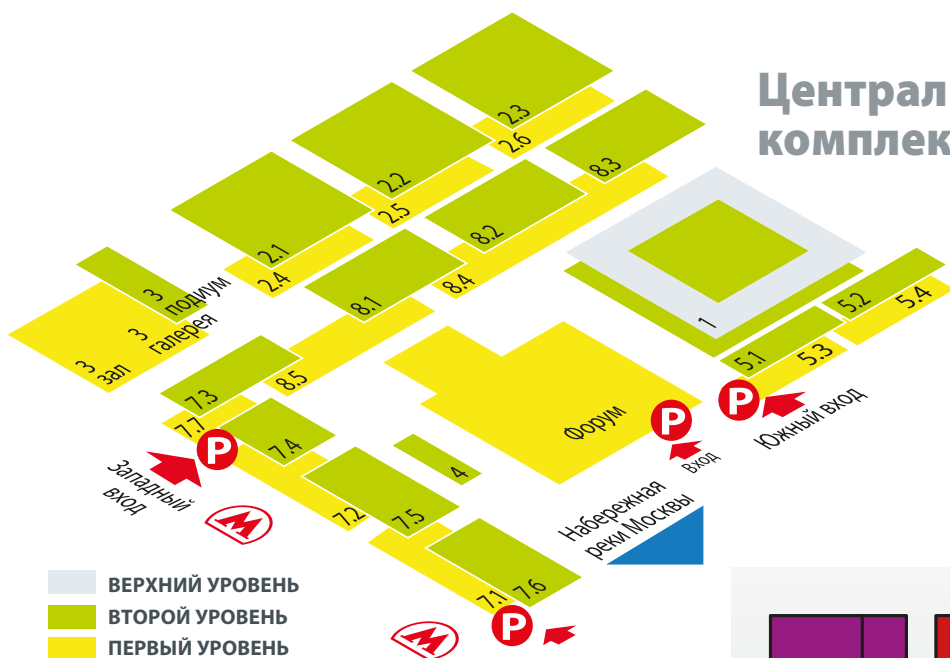 Централ
комплек
2.3
2.6
8.3
2.2
2.5
8.2
2.1
2.4
8.4
8.1
1
5.2
5.4
5.1
5.3
3
подиум
3
галерея
3
зал
7.3
8.5
7.7
P
7.4
Форум
P
Вход
P
Южный вход
Западный
вход
М
7.2
7.5
4
Набережная
реки Москвы
7.1
7.6
P
М
ВЕРХНИЙ УРОВЕНЬ
ВТОРОЙ УРОВЕНЬ
ПЕРВЫЙ УРОВЕНЬ